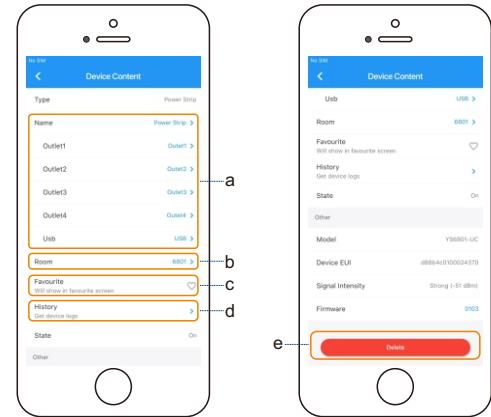 No SIM
Device Content
Type Power Strip
Name Power Strip >
Outlet1 Outlet1 >
Outlet2 Outlet2 >
Outlet3 Outlet3 >
Outlet4 Outlet4 >
Usb USB >
a
Room 6801 >
b
Favourite
Will show in favourite screen
c
History
Get device logs >
d
State On
Other
No SIM
Device Content
Usb USB >
Room 6801 >
Favourite
Will show in favourite screen
History
Get device logs >
State On
Other
Model YS6801-UC
Device EUI d88b4c0100024378
Signal Intensity Strong (-51 dBm)
Firmware 0103
e
Delete